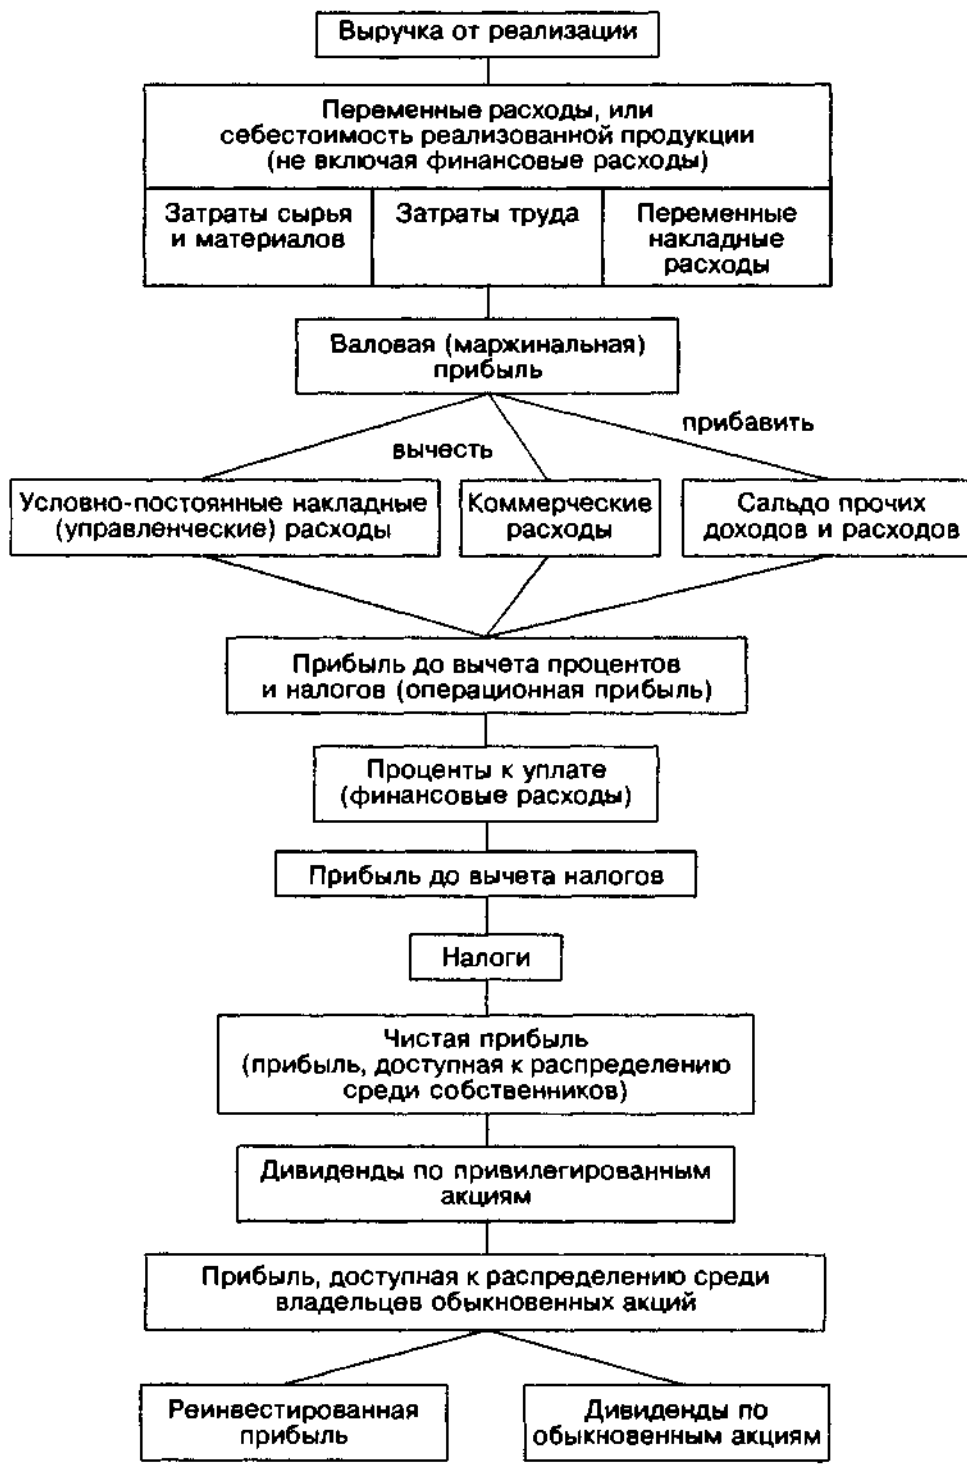 Выручка от реализации
Переменные расходы, или
себестоимость реализованной продукции
(не включая финансовые расходы)
Затраты сырья
и материалов
Затраты труда
Переменные
накладные
расходы
Валовая (маржинальная)
прибыль
вычесть
прибавить
Условно-постоянные накладные
(управленческие) расходы
Коммерческие
расходы
Сальдо прочих
доходов и расходов
Прибыль до вычета процентов
и налогов (операционная прибыль)
Проценты к уплате
(финансовые расходы)
Прибыль до вычета налогов
Налоги
Чистая прибыль
(прибыль, доступная к распределению
среди собственников)
Дивиденды по привилегированным
акциям
Прибыль, доступная к распределению среди
владельцев обыкновенных акций
Реинвестированная
прибыль
Дивиденды по
обыкновенным акциям